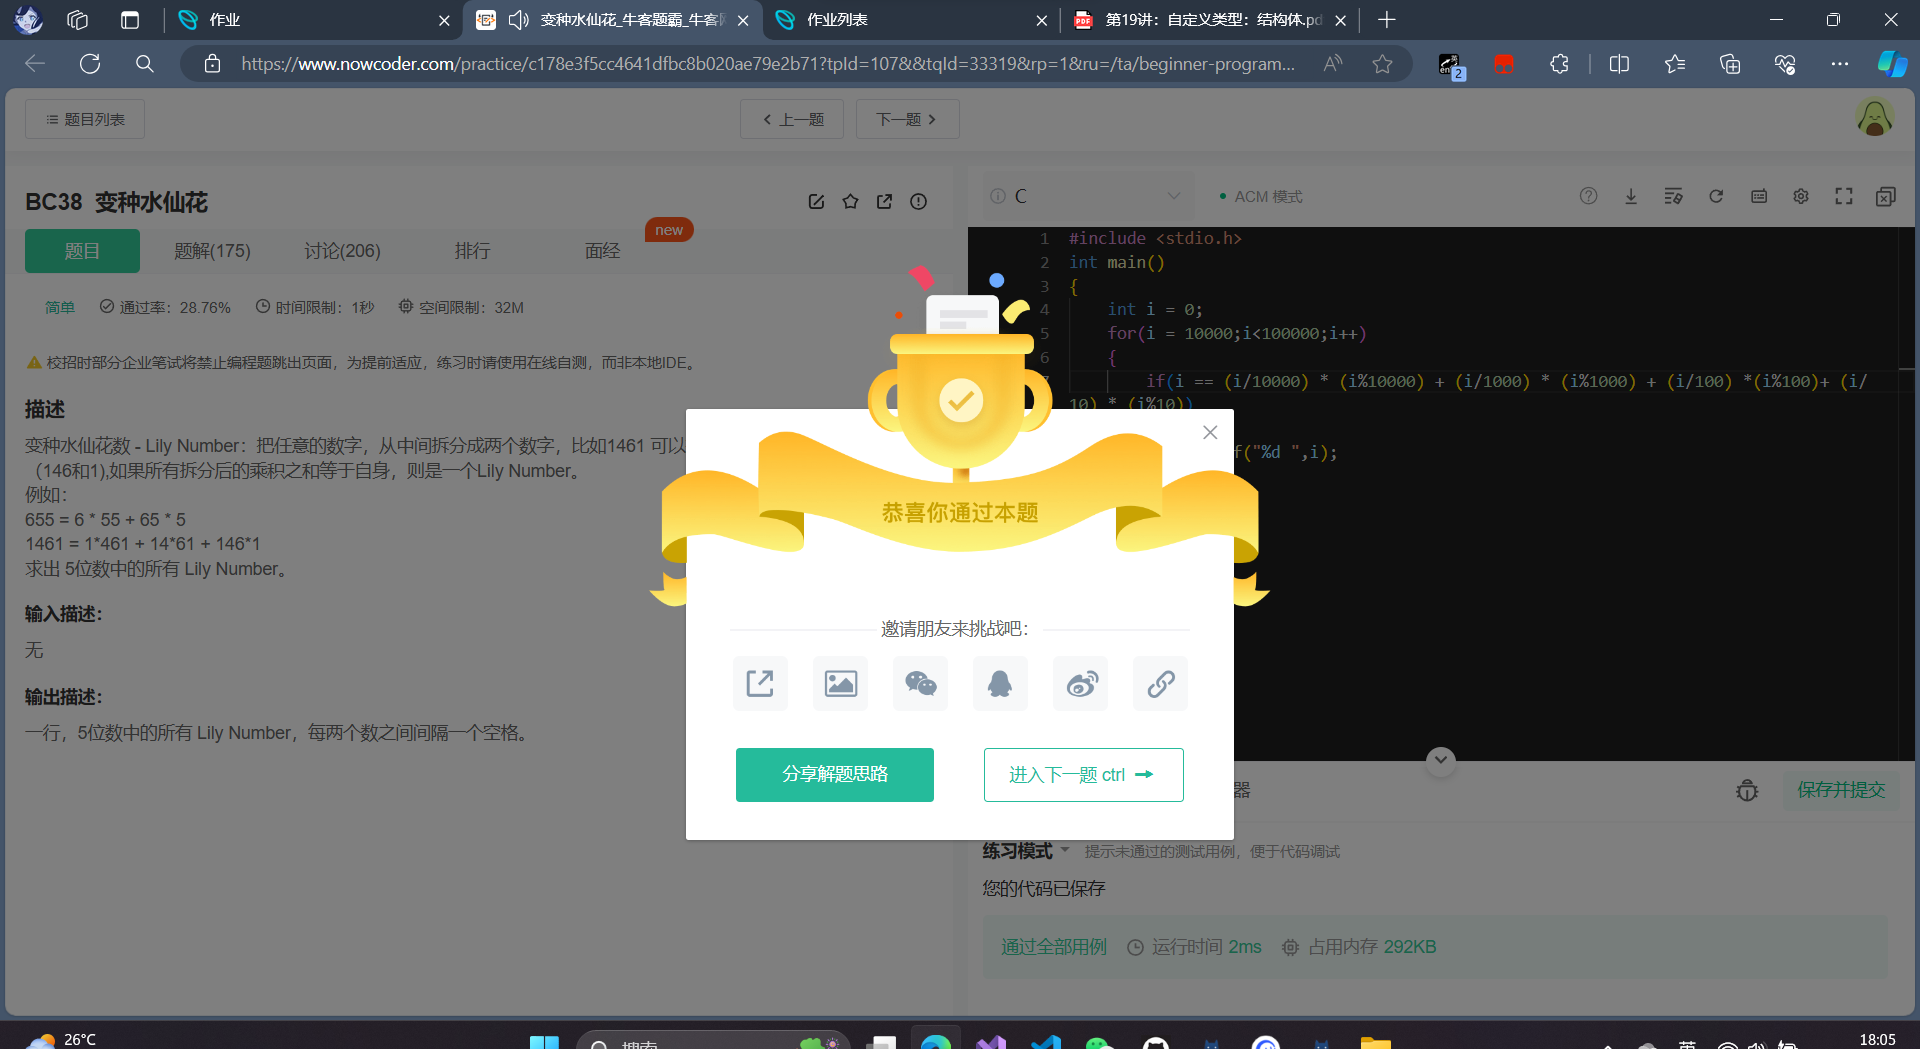 作业
变种水仙花_牛客题霸_牛客网
作业列表
第19讲：自定义类型：结构体.pd
https://www.nowcoder.com/practice/c178e3f5cc4641dfbc8b020ae79e2b71?tpId=107&&tqId=33319&rp=1&ru=/ta/beginner-program...
2
题目列表
上一题
下一题
BC38 变种水仙花
题目
题解(175)
讨论(206)
排行
面经
new
简单
通过率：28.76%
时间限制：1秒
空间限制：32M
校招时部分企业笔试将禁止编程题跳出页面，为提前适应，练习时请使用在线自测，而非本地IDE。
描述
变种水仙花数 - Lily Number：把任意的数字，从中间拆分成两个数字，比如1461 可以
（146和1),如果所有拆分后的乘积之和等于自身，则是一个Lily Number。
例如：
655 = 6 * 55 + 65 * 5
1461 = 1*461 + 14*61 + 146*1
求出 5位数中的所有 Lily Number。
输入描述：
无
输出描述：
一行，5位数中的所有 Lily Number，每两个数之间间隔一个空格。
C
ACM 模式
1 #include <stdio.h>
2 int main()
3 {
4 int i = 0;
5 for(i = 10000;i<100000;i++)
6 {
if(i == (i/10000) * (i%10000) + (i/1000) * (i%1000) + (i/100) *(i%100)+ (i/
10) * (i%10))
f("%d ",i);
恭喜你通过本题
邀请朋友来挑战吧：
分享解题思路
进入下一题 ctrl
器
保存并提交
练习模式
提示未通过的测试用例，便于代码调试
您的代码已保存
通过全部用例
运行时间 2ms
占用内存 292KB
26°C
搜索
英
18:05